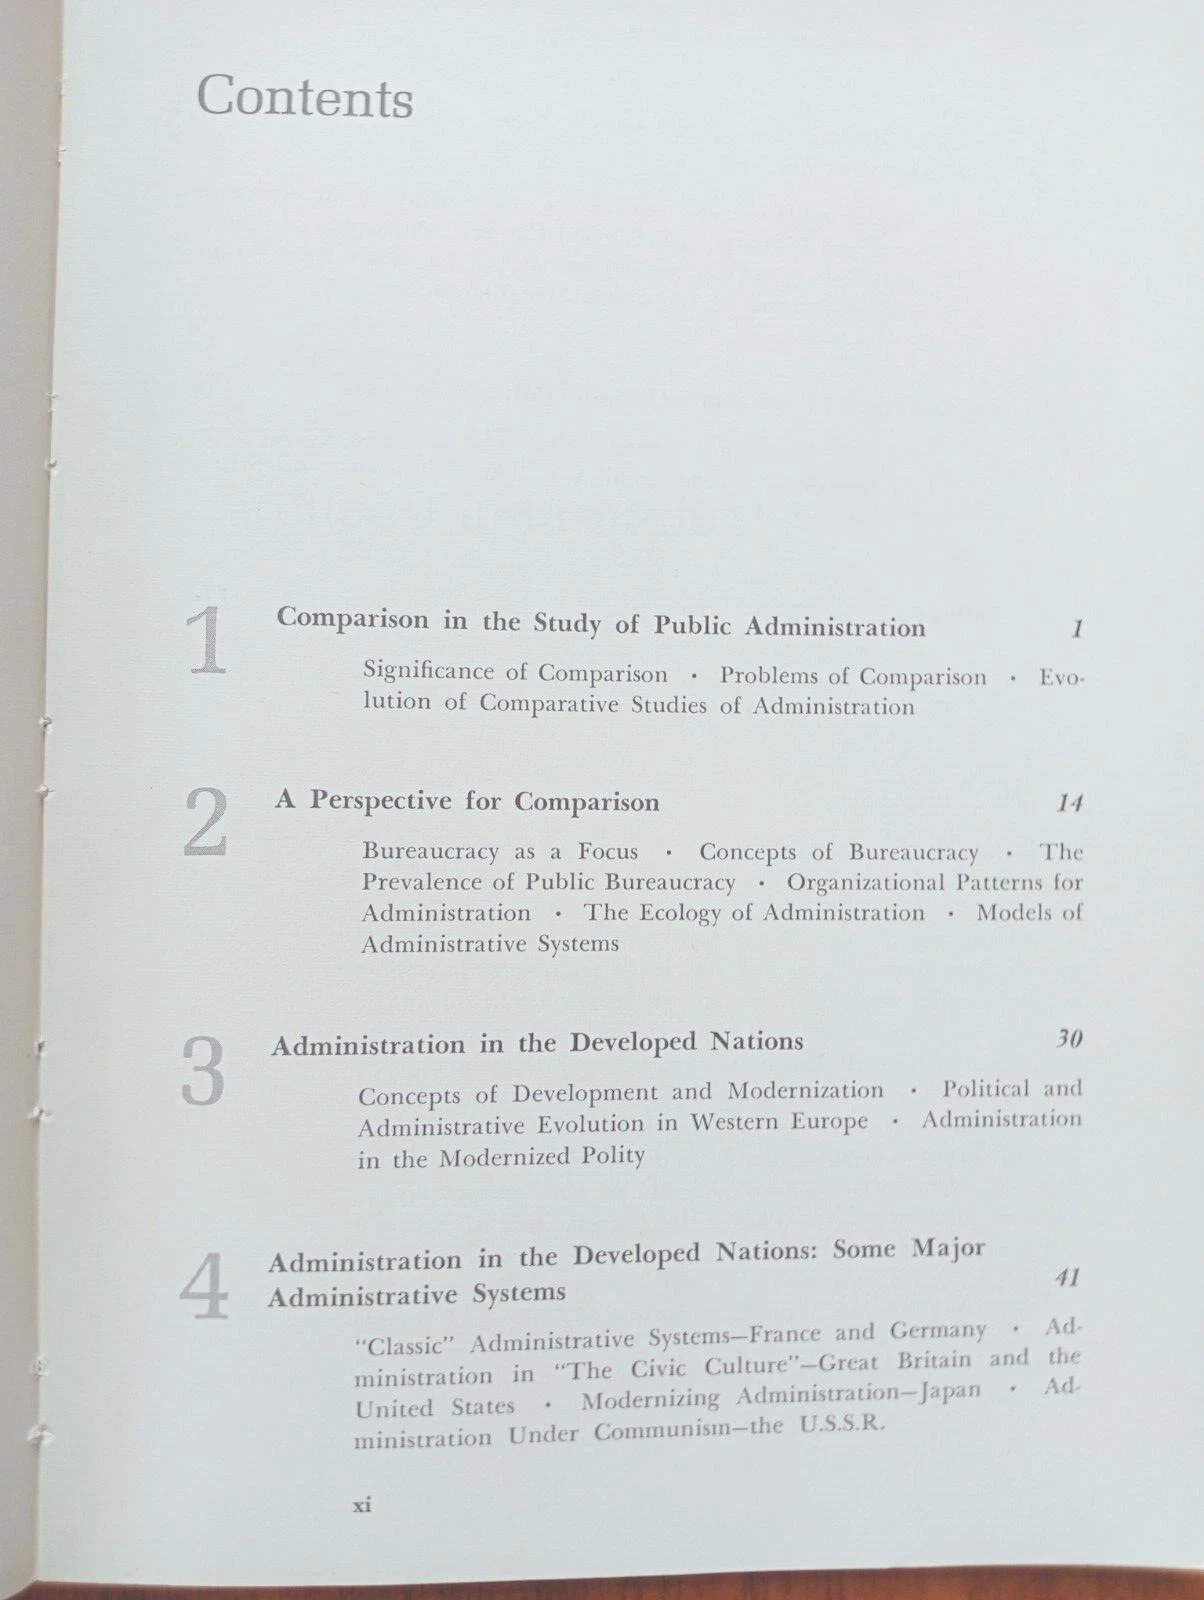 Contents
1 Comparison in the Study of Public Administration 1
Significance of Comparison • Problems of Comparison • Evo-
lution of Comparative Studies of Administration
2 A Perspective for Comparison 14
Bureaucracy as a Focus • Concepts of Bureaucracy • The
Prevalence of Public Bureaucracy • Organizational Patterns for
Administration • The Ecology of Administration • Models of
Administrative Systems
3 Administration in the Developed Nations 30
Concepts of Development and Modernization • Political and
Administrative Evolution in Western Europe • Administration
in the Modernized Polity
4 Administration in the Developed Nations: Some Major
Administrative Systems 41
“Classic” Administrative Systems—France and Germany • Ad-
ministration in “The Civic Culture”—Great Britain and the
United States • Modernizing Administration—Japan • Ad-
ministration Under Communism—the U.S.S.R.
xi